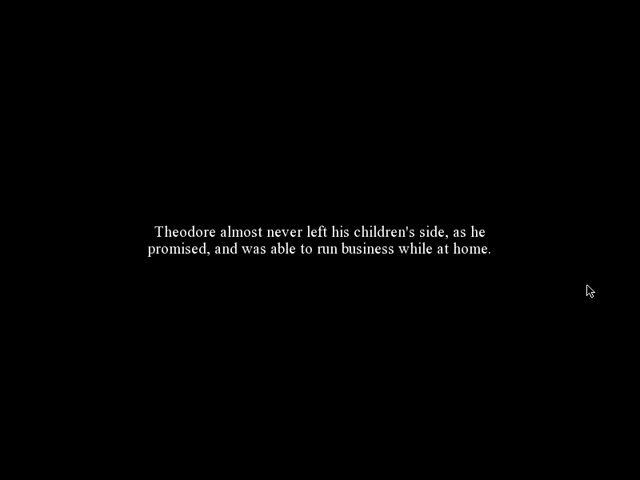 Theodore almost never left his children's side, as he
promised, and was able to run business while at home.